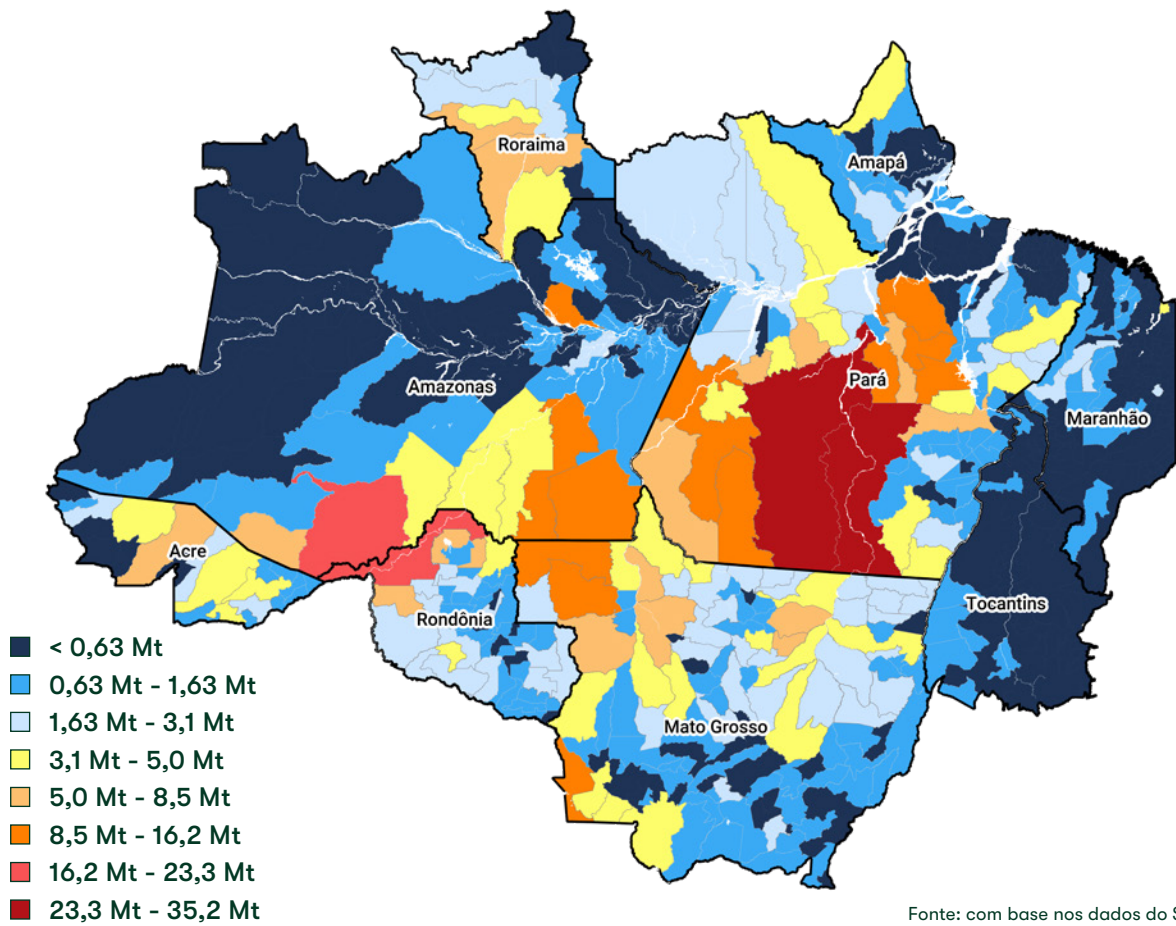 Roraima
Amapá
Amazonas
Pará
Maranhão
Acre
Rondônia
Tocantins
Mato Grosso
< 0,63 Mt
0,63 Mt - 1,63 Mt
1,63 Mt - 3,1 Mt
3,1 Mt - 5,0 Mt
5,0 Mt - 8,5 Mt
8,5 Mt - 16,2 Mt
16,2 Mt - 23,3 Mt
23,3 Mt - 35,2 Mt
Fonte: com base nos dados do